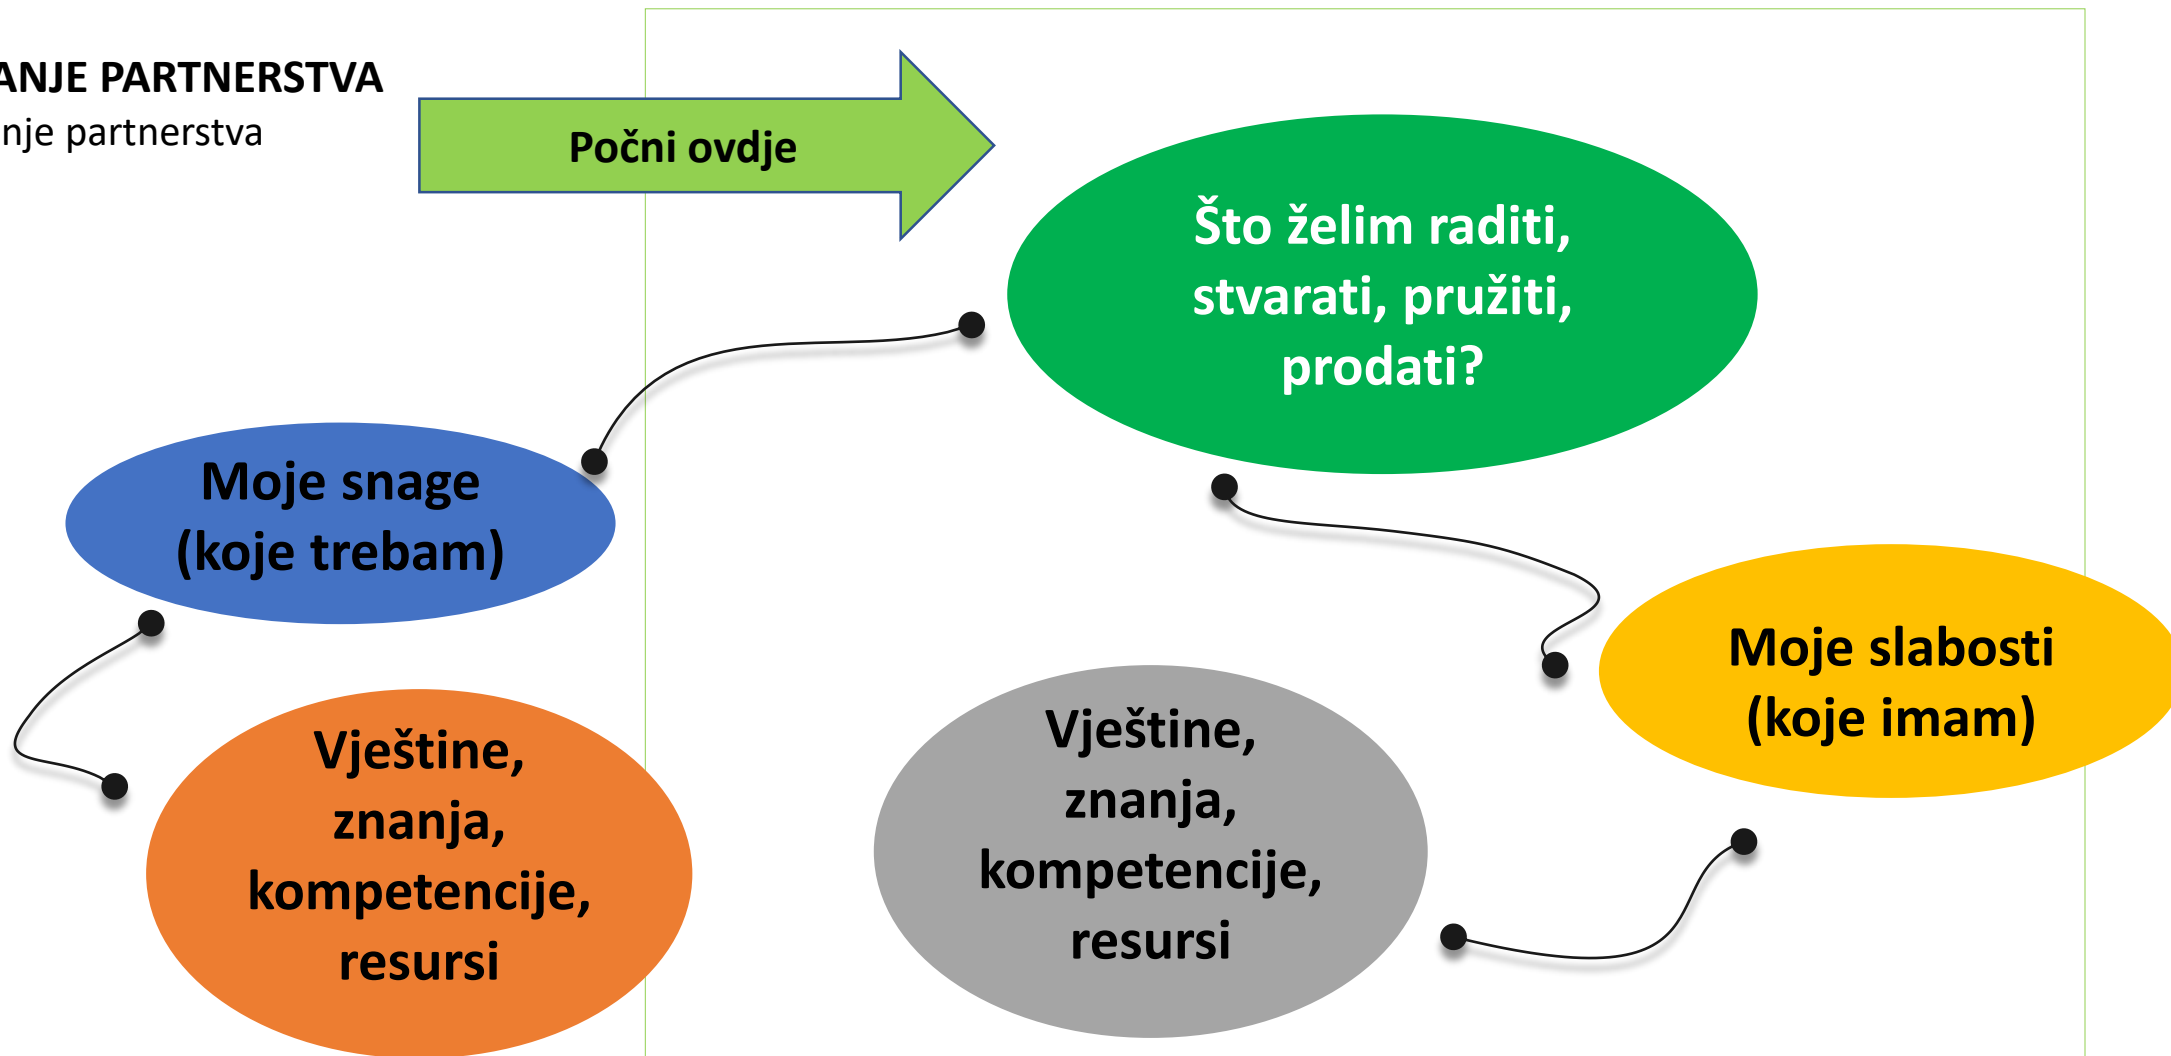 ANJE PARTNERSTVA
nje partnerstva
Počni ovdje
Što želim raditi,
stvarati, pružiti,
prodati?
Moje snage
(koje trebam)
Moje slabosti
(koje imam)
Vještine,
znanja,
kompetencije,
resursi
Vještine,
znanja,
kompetencije,
resursi